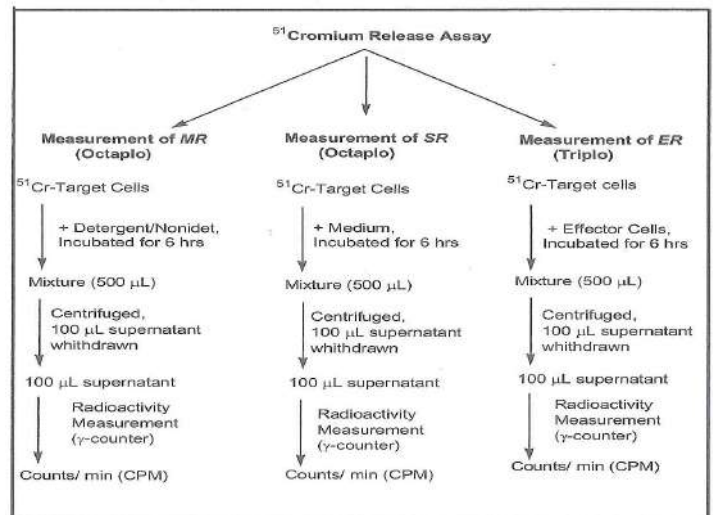 ⁵¹Cromium Release Assay
Measurement of MR
(Octaplo)
⁵¹Cr-Target Cells
+ Detergent/Nonidet,
Incubated for 6 hrs
Mixture (500 μL)
Centrifuged,
100 μL supernatant
whithdrawn
100 μL supernatant
Radioactivity
Measurement
(γ-counter)
Counts/ min (CPM)
Measurement of SR
(Octaplo)
⁵¹Cr-Target Cells
+ Medium,
Incubated for 6 hrs
Mixture (500 μL)
Centrifuged,
100 μL supernatant
whithdrawn
100 μL supernatant
Radioactivity
Measurement
(γ-counter)
Counts/ min (CPM)
Measurement of ER
(Triplo)
⁵¹Cr-Target cells
+ Effector Cells,
Incubated for 6 hrs
Mixture (500 μL)
Centrifuged,
100 μL supernatant
whithdrawn
100 μL supernatant
Radioactivity
Measurement
(γ-counter)
Counts/ min (CPM)